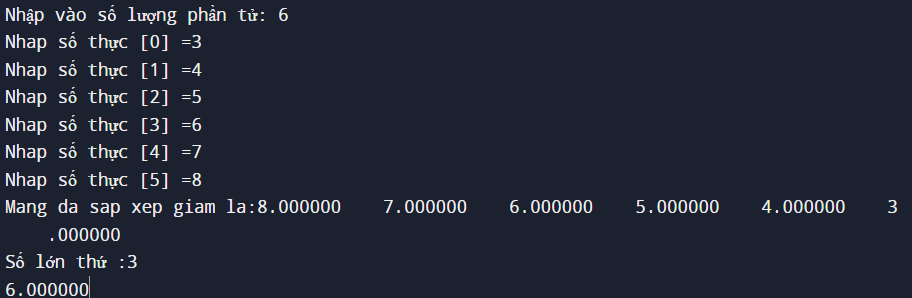 Nhập vào số lượng phần tử: 6
Nhap số thực [0] =3
Nhap số thực [1] =4
Nhap số thực [2] =5
Nhap số thực [3] =6
Nhap số thực [4] =7
Nhap số thực [5] =8
Mang da sap xep giam la:8.000000    7.000000    6.000000    5.000000    4.000000    3
    .000000
Số lớn thứ :3
6.000000